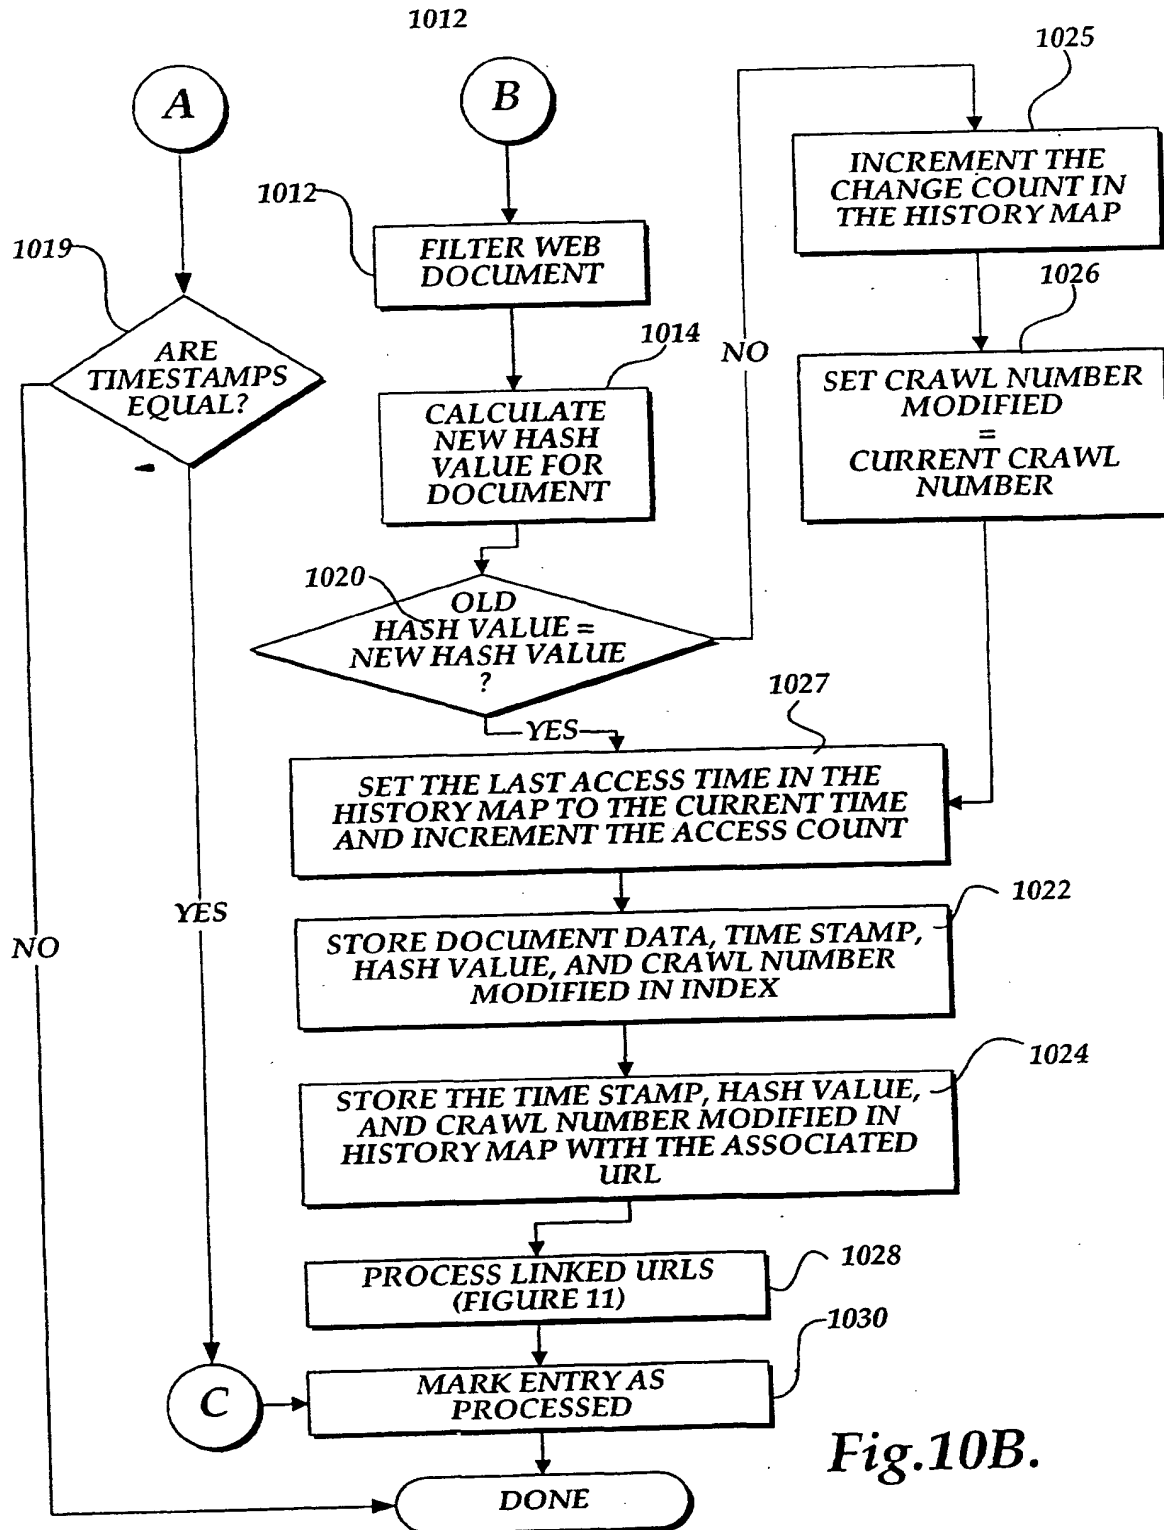 1012
A
B
1025
INCREMENT THE
CHANGE COUNT IN
THE HISTORY MAP
1012
FILTER WEB
DOCUMENT
1019
ARE
TIMESTAMPS
EQUAL?
1026
1014
NO
SET CRAWL NUMBER
MODIFIED
=
CURRENT CRAWL
NUMBER
CALCULATE
NEW HASH
VALUE FOR
DOCUMENT
1020
OLD
HASH VALUE =
NEW HASH VALUE
?
1027
YES
SET THE LAST ACCESS TIME IN THE
HISTORY MAP TO THE CURRENT TIME
AND INCREMENT THE ACCESS COUNT
1022
YES
NO
STORE DOCUMENT DATA, TIME STAMP,
HASH VALUE, AND CRAWL NUMBER
MODIFIED IN INDEX
1024
STORE THE TIME STAMP, HASH VALUE,
AND CRAWL NUMBER MODIFIED IN
HISTORY MAP WITH THE ASSOCIATED
URL
1028
PROCESS LINKED URLS
(FIGURE 11)
1030
C
MARK ENTRY AS
PROCESSED
Fig.10B.
DONE